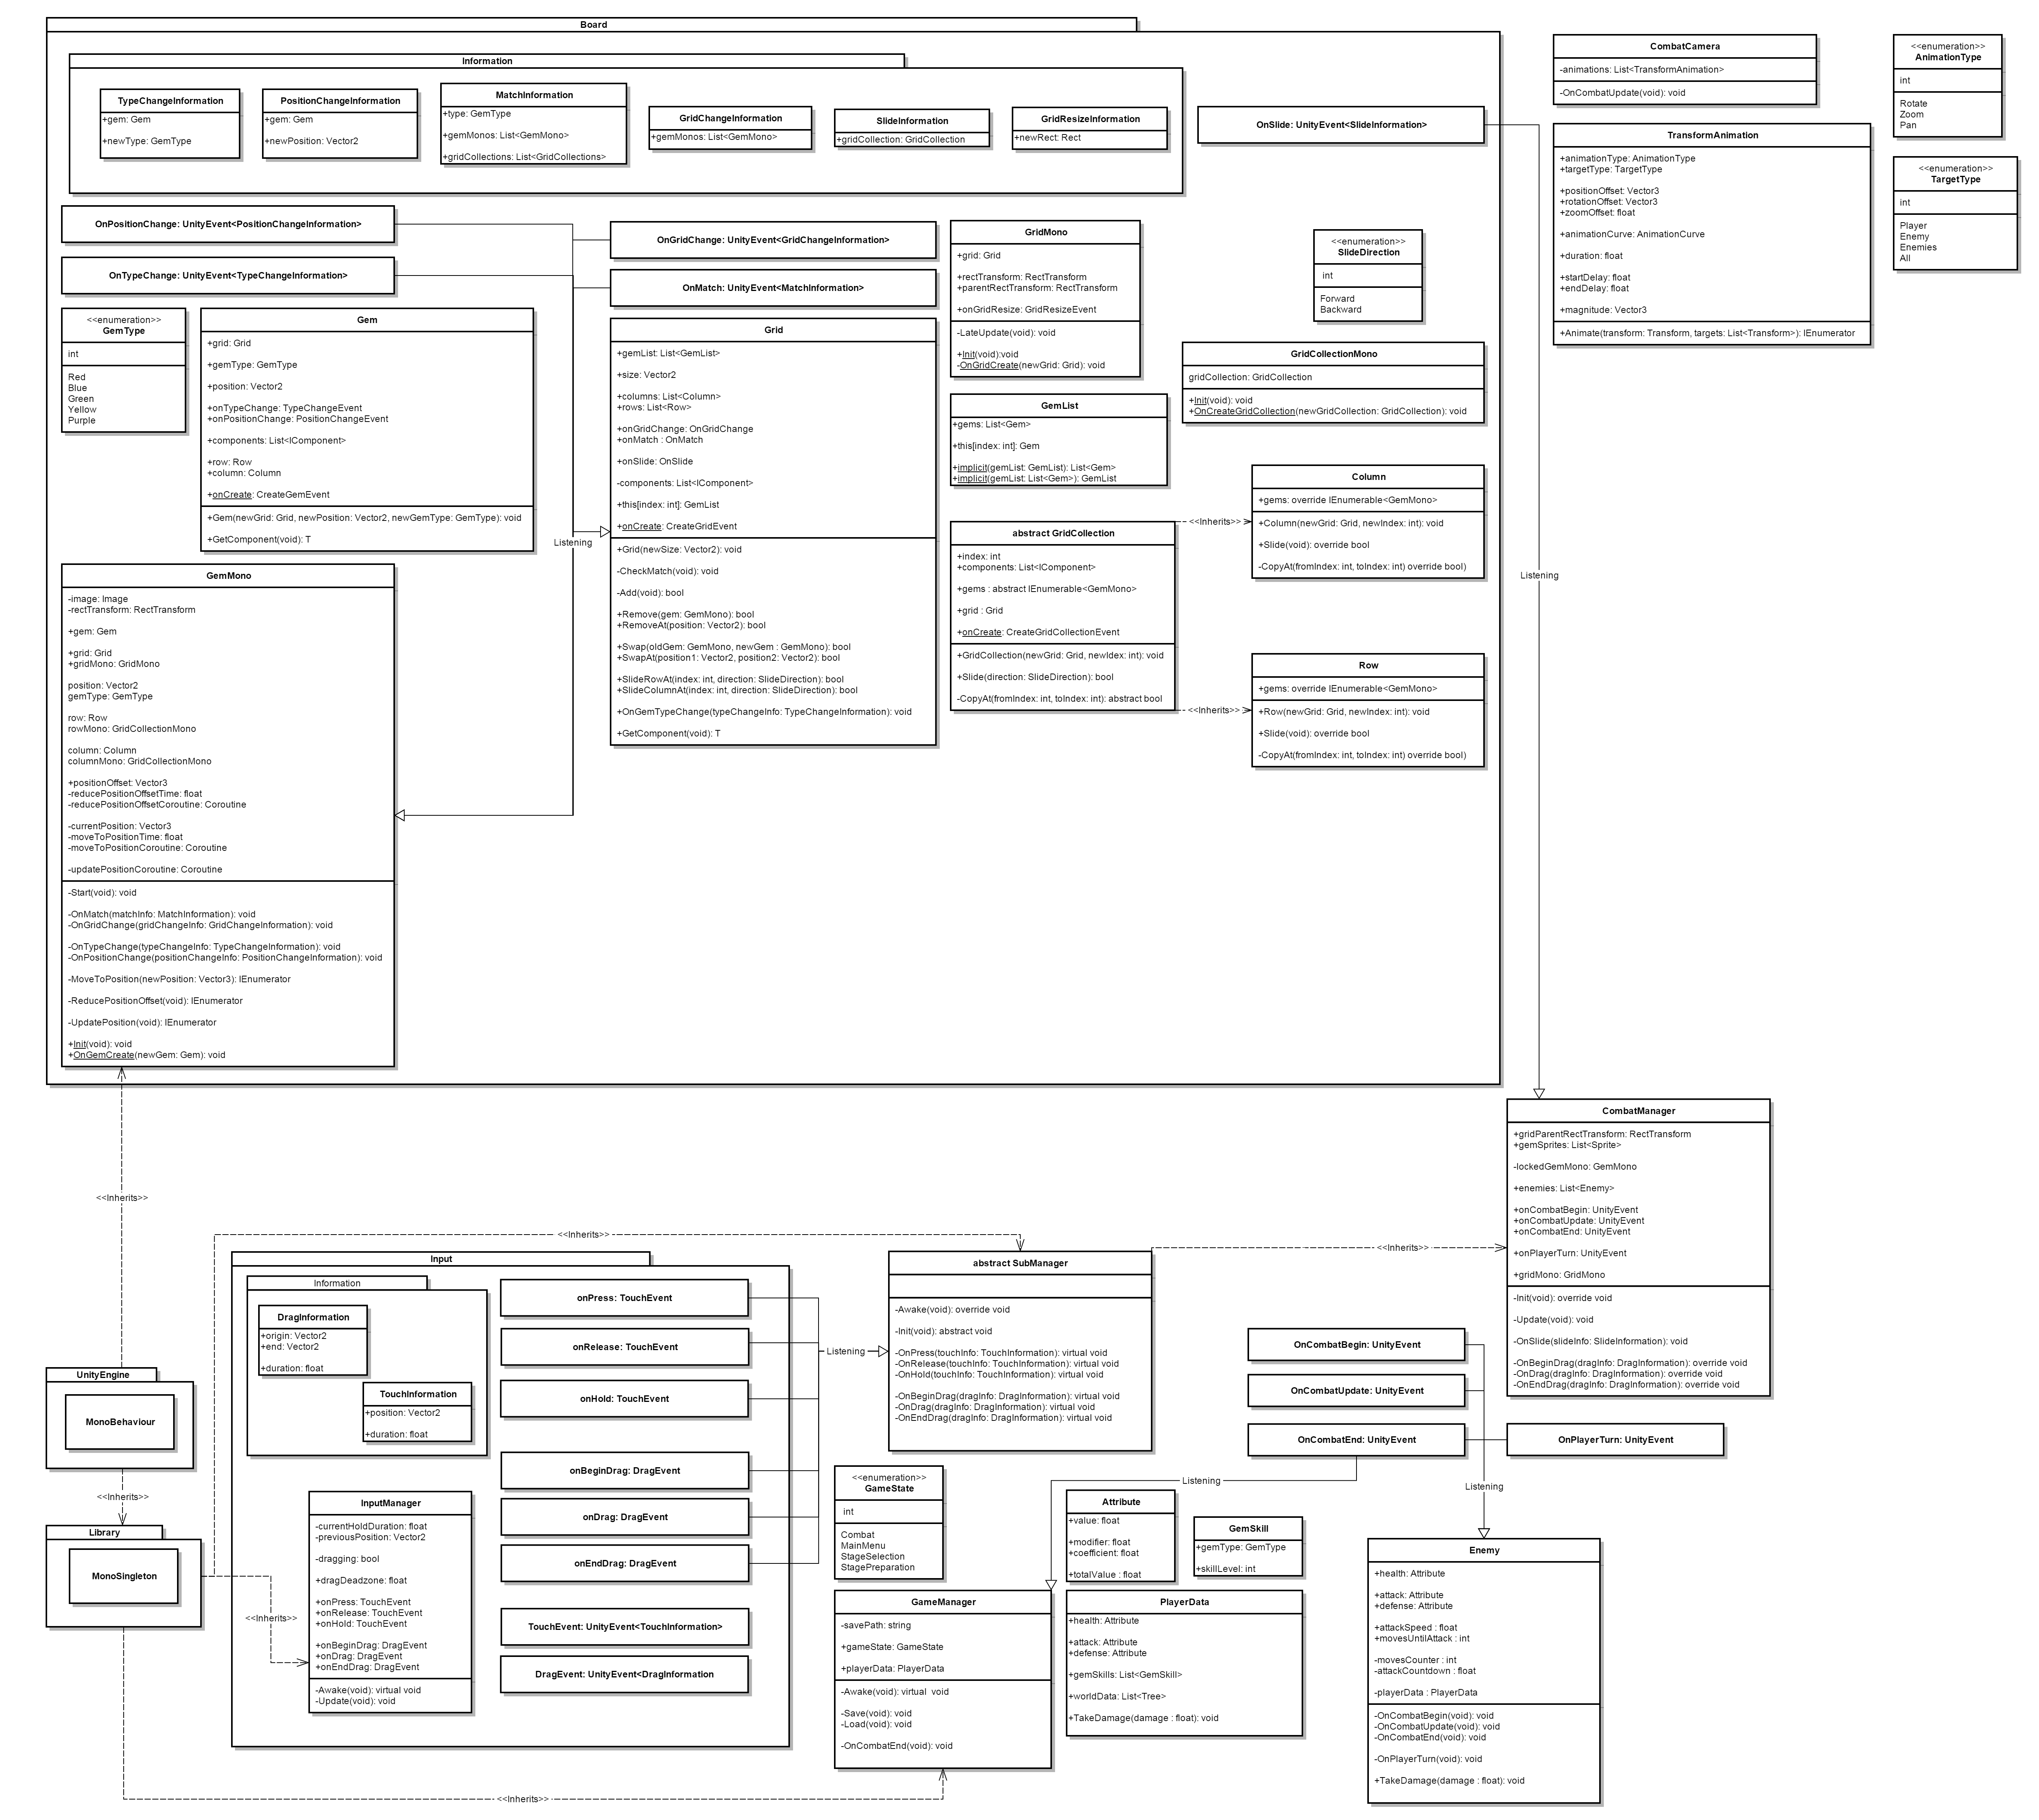 Board
Information
TypeChangeInformation
+gem: Gem
+newType: GemType
PositionChangeInformation
+gem: Gem
+newPosition: Vector2
MatchInformation
+type: GemType
+gemMonos: List<GemMono>
+gridCollections: List<GridCollections>
GridChangeInformation
+gemMonos: List<GemMono>
SlideInformation
+gridCollection: GridCollection
GridResizeInformation
+newRect: Rect
OnSlide: UnityEvent<SlideInformation>
CombatCamera
-animations: List<TransformAnimation>
-OnCombatUpdate(void): void
<<enumeration>>
AnimationType
int
Rotate
Zoom
Pan
TransformAnimation
+animationType: AnimationType
+targetType: TargetType
+positionOffset: Vector3
+rotationOffset: Vector3
+zoomOffset: float
+animationCurve: AnimationCurve
+duration: float
+startDelay: float
+endDelay: float
+magnitude: Vector3
+Animate(transform: Transform, targets: List<Transform>): IEnumerator
<<enumeration>>
TargetType
int
Player
Enemy
Enemies
All
OnPositionChange: UnityEvent<PositionChangeInformation>
OnTypeChange: UnityEvent<TypeChangeInformation>
OnGridChange: UnityEvent<GridChangeInformation>
OnMatch: UnityEvent<MatchInformation>
<<enumeration>>
GemType
int
Red
Blue
Green
Yellow
Purple
Gem
+grid: Grid
+gemType: GemType
+position: Vector2
+onTypeChange: TypeChangeEvent
+onPositionChange: PositionChangeEvent
+components: List<IComponent>
+row: Row
+column: Column
+onCreate: CreateGemEvent
+Gem(newGrid: Grid, newPosition: Vector2, newGemType: GemType): void
+GetComponent(void): T
Listening
Grid
+gemList: List<GemList>
+size: Vector2
+columns: List<Column>
+rows: List<Row>
+onGridChange: OnGridChange
+onMatch : OnMatch
+onSlide: OnSlide
-components: List<IComponent>
+this[index: int]: GemList
+onCreate: CreateGridEvent
+Grid(newSize: Vector2): void
-CheckMatch(void): void
-Add(void): bool
+Remove(gem: GemMono): bool
+RemoveAt(position: Vector2): bool
+Swap(oldGem: GemMono, newGem : GemMono): bool
+SwapAt(position1: Vector2, position2: Vector2): bool
+SlideRowAt(index: int, direction: SlideDirection): bool
+SlideColumnAt(index: int, direction: SlideDirection): bool
+OnGemTypeChange(typeChangeInfo: TypeChangeInformation): void
+GetComponent(void): T
GridMono
+grid: Grid
+rectTransform: RectTransform
+parentRectTransform: RectTransform
+onGridResize: GridResizeEvent
-LateUpdate(void): void
+Init(void):void
-OnGridCreate(newGrid: Grid): void
<<enumeration>>
SlideDirection
int
Forward
Backward
GemList
+gems: List<Gem>
+this[index: int]: Gem
+implicit(gemList: GemList): List<Gem>
+implicit(gemList: List<Gem>): GemList
GridCollectionMono
gridCollection: GridCollection
+Init(void): void
+OnCreateGridCollection(newGridCollection: GridCollection): void
abstract GridCollection
+index: int
+components: List<IComponent>
+gems : abstract IEnumerable<GemMono>
+grid : Grid
+onCreate: CreateGridCollectionEvent
+GridCollection(newGrid: Grid, newIdex: int): void
+Slide(direction: SlideDirection): bool
-CopyAt(fromIndex: int, toIndex: int): abstract bool
<<Inherits>>
<<Inherits>>
Column
+gems: override IEnumerable<GemMono>
+Column(newGrid: Grid, newIndex: int): void
+Slide(void): override bool
-CopyAt(fromIndex: int, toIndex: int) override bool)
Row
+gems: override IEnumerable<GemMono>
+Row(newGrid: Grid, newIndex: int): void
+Slide(void): override bool
-CopyAt(fromIndex: int, toIndex: int) override bool)
Listening
GemMono
-image: Image
-rectTransform: RectTransform
+gem: Gem
+grid: Grid
+gridMono: GridMono
position: Vector2
gemType: GemType
row: Row
rowMono: GridCollectionMono
column: Column
columnMono: GridCollectionMono
+positionOffset: Vector3
-reducePositionOffsetTime: float
-reducePositionOffsetCoroutine: Coroutine
-currentPosition: Vector3
-moveToPositionTime: float
-moveToPositionCoroutine: Coroutine
-updatePositionCoroutine: Coroutine
-Start(void): void
-OnMatch(matchInfo: MatchInformation): void
-OnGridChange(gridChangeInfo: GridChangeInformation): void
-OnTypeChange(typeChangeInfo: TypeChangeInformation): void
-OnPositionChange(positionChangeInfo: PositionChangeInformation): void
-MoveToPosition(newPosition: Vector3): IEnumerator
-ReducePositionOffset(void): IEnumerator
-UpdatePosition(void): IEnumerator
+Init(void): void
+OnGemCreate(newGem: Gem): void
<<Inherits>>
CombatManager
+gridParentRectTransform: RectTransform
+gemSprites: List<Sprite>
-lockedGemMono: GemMono
+enemies: List<Enemy>
+onCombatBegin: UnityEvent
+onCombatUpdate: UnityEvent
+onCombatEnd: UnityEvent
+onPlayerTurn: UnityEvent
+gridMono: GridMono
-Init(void): override void
-Update(void): void
-OnSlide(slideInfo: SlideInformation): void
-OnBeginDrag(dragInfo: DragInformation): override void
-OnDrag(dragInfo: DragInformation): override void
-OnEndDrag(dragInfo: DragInformation): override void
<<Inherits>>
<<Inherits>>
UnityEngine
MonoBehaviour
<<Inherits>>
Library
MonoSingleton
<<Inherits>>
Input
Information
DragInformation
+origin: Vector2
+end: Vector2
+duration: float
TouchInformation
+position: Vector2
+duration: float
InputManager
-currentHoldDuration: float
-previousPosition: Vector2
-dragging: bool
+dragDeadzone: float
+onPress: TouchEvent
+onRelease: TouchEvent
+onHold: TouchEvent
+onBeginDrag: DragEvent
+onDrag: DragEvent
+onEndDrag: DragEvent
-Awake(void): virtual void
-Update(void): void
onPress: TouchEvent
onRelease: TouchEvent
onHold: TouchEvent
onBeginDrag: DragEvent
onDrag: DragEvent
onEndDrag: DragEvent
TouchEvent: UnityEvent<TouchInformation>
DragEvent: UnityEvent<DragInformation
Listening
abstract SubManager
-Awake(void): override void
-Init(void): abstract void
-OnPress(touchInfo: TouchInformation): virtual void
-OnRelease(touchInfo: TouchInformation): virtual void
-OnHold(touchInfo: TouchInformation): virtual void
-OnBeginDrag(dragInfo: DragInformation): virtual void
-OnDrag(dragInfo: DragInformation): virtual void
-OnEndDrag(dragInfo: DragInformation): virtual void
OnCombatBegin: UnityEvent
OnCombatUpdate: UnityEvent
OnCombatEnd: UnityEvent
OnPlayerTurn: UnityEvent
Listening
Listening
<<enumeration>>
GameState
int
Combat
MainMenu
StageSelection
StagePreparation
Attribute
+value: float
+modifier: float
+coefficient: float
+totalValue : float
GemSkill
+gemType: GemType
+skillLevel: int
GameManager
-savePath: string
+gameState: GameState
+playerData: PlayerData
-Awake(void): virtual  void
-Save(void): void
-Load(void): void
-OnCombatEnd(void): void
PlayerData
+health: Attribute
+attack: Attribute
+defense: Attribute
+gemSkills: List<GemSkill>
+worldData: List<Tree>
+TakeDamage(damage : float): void
Enemy
+health: Attribute
+attack: Attribute
+defense: Attribute
+attackSpeed : float
+movesUntilAttack : int
-movesCounter : int
-attackCountdown : float
-playerData : PlayerData
-OnCombatBegin(void): void
-OnCombatUpdate(void): void
-OnCombatEnd(void): void
-OnPlayerTurn(void): void
+TakeDamage(damage : float): void
<<Inherits>>